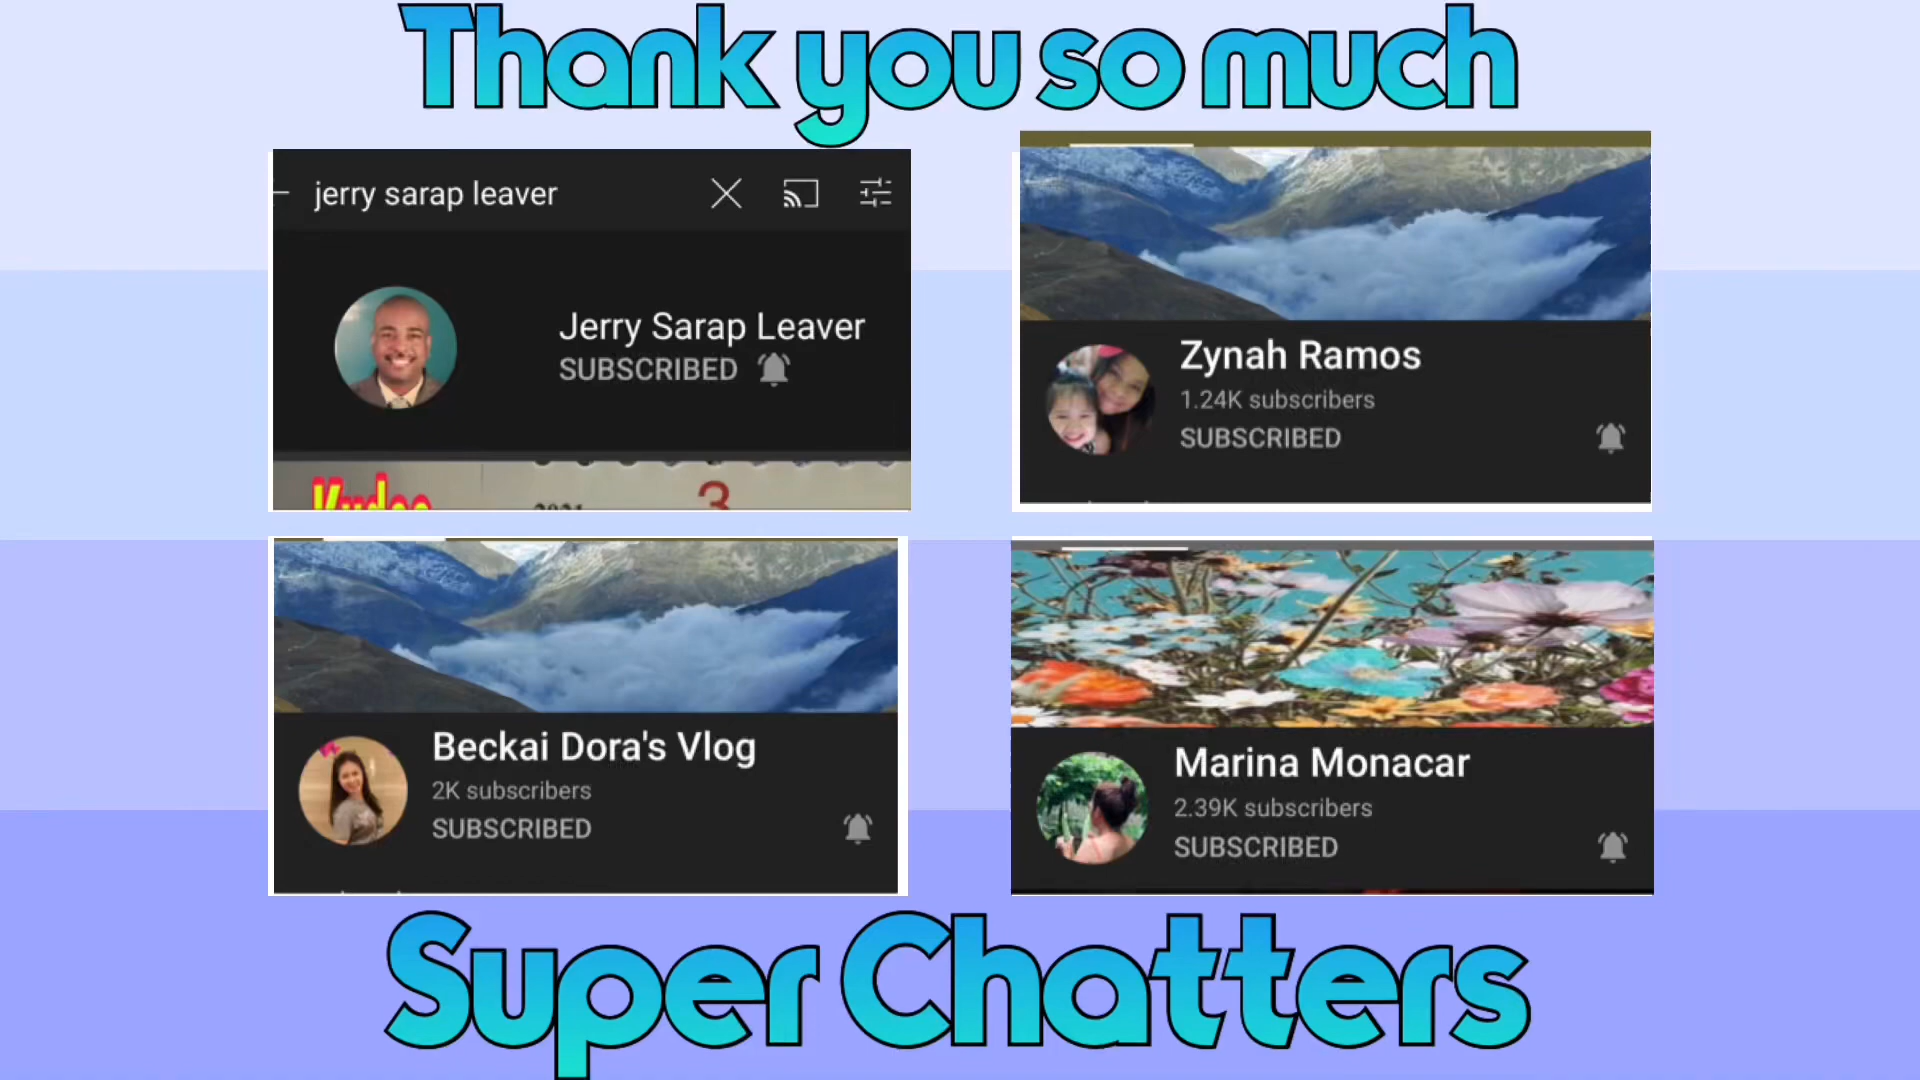 Thank you so much
jerry sarap leaver
Jerry Sarap Leaver
SUBSCRIBED
3
Zynah Ramos
1.24K subscribers
SUBSCRIBED
Beckai Dora's Vlog
2K subscribers
SUBSCRIBED
Marina Monacar
2.39K subscribers
SUBSCRIBED
Super Chatters